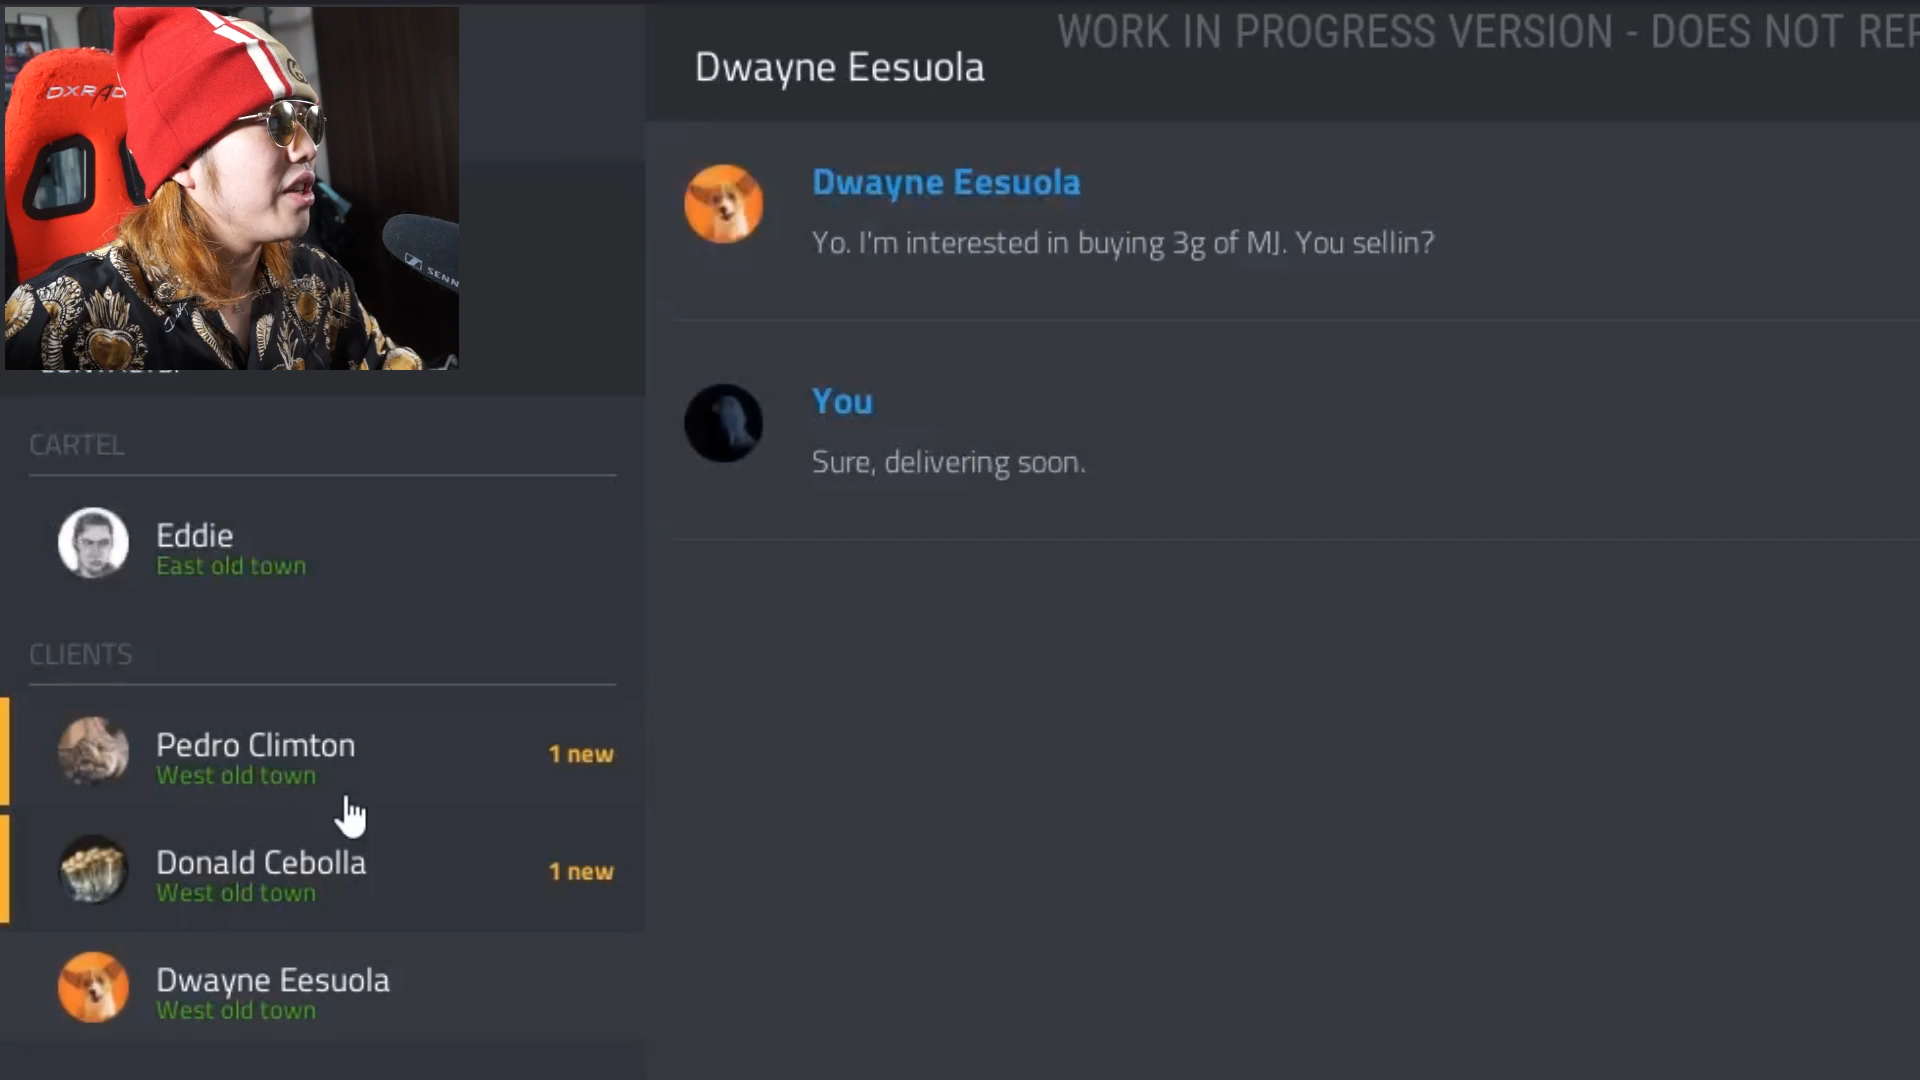 WORK IN PROGRESS VERSION - DOES NOT REP
Dwayne Eesuola
Dwayne Eesuola
Yo. I'm interested in buying 3g of MJ. You sellin?
You
Sure, delivering soon.
CARTEL
Eddie
East old town
CLIENTS
Pedro Climton
1 new
West old town
Donald Cebolla
1 new
West old town
Dwayne Eesuola
West old town
DXRA
SENN